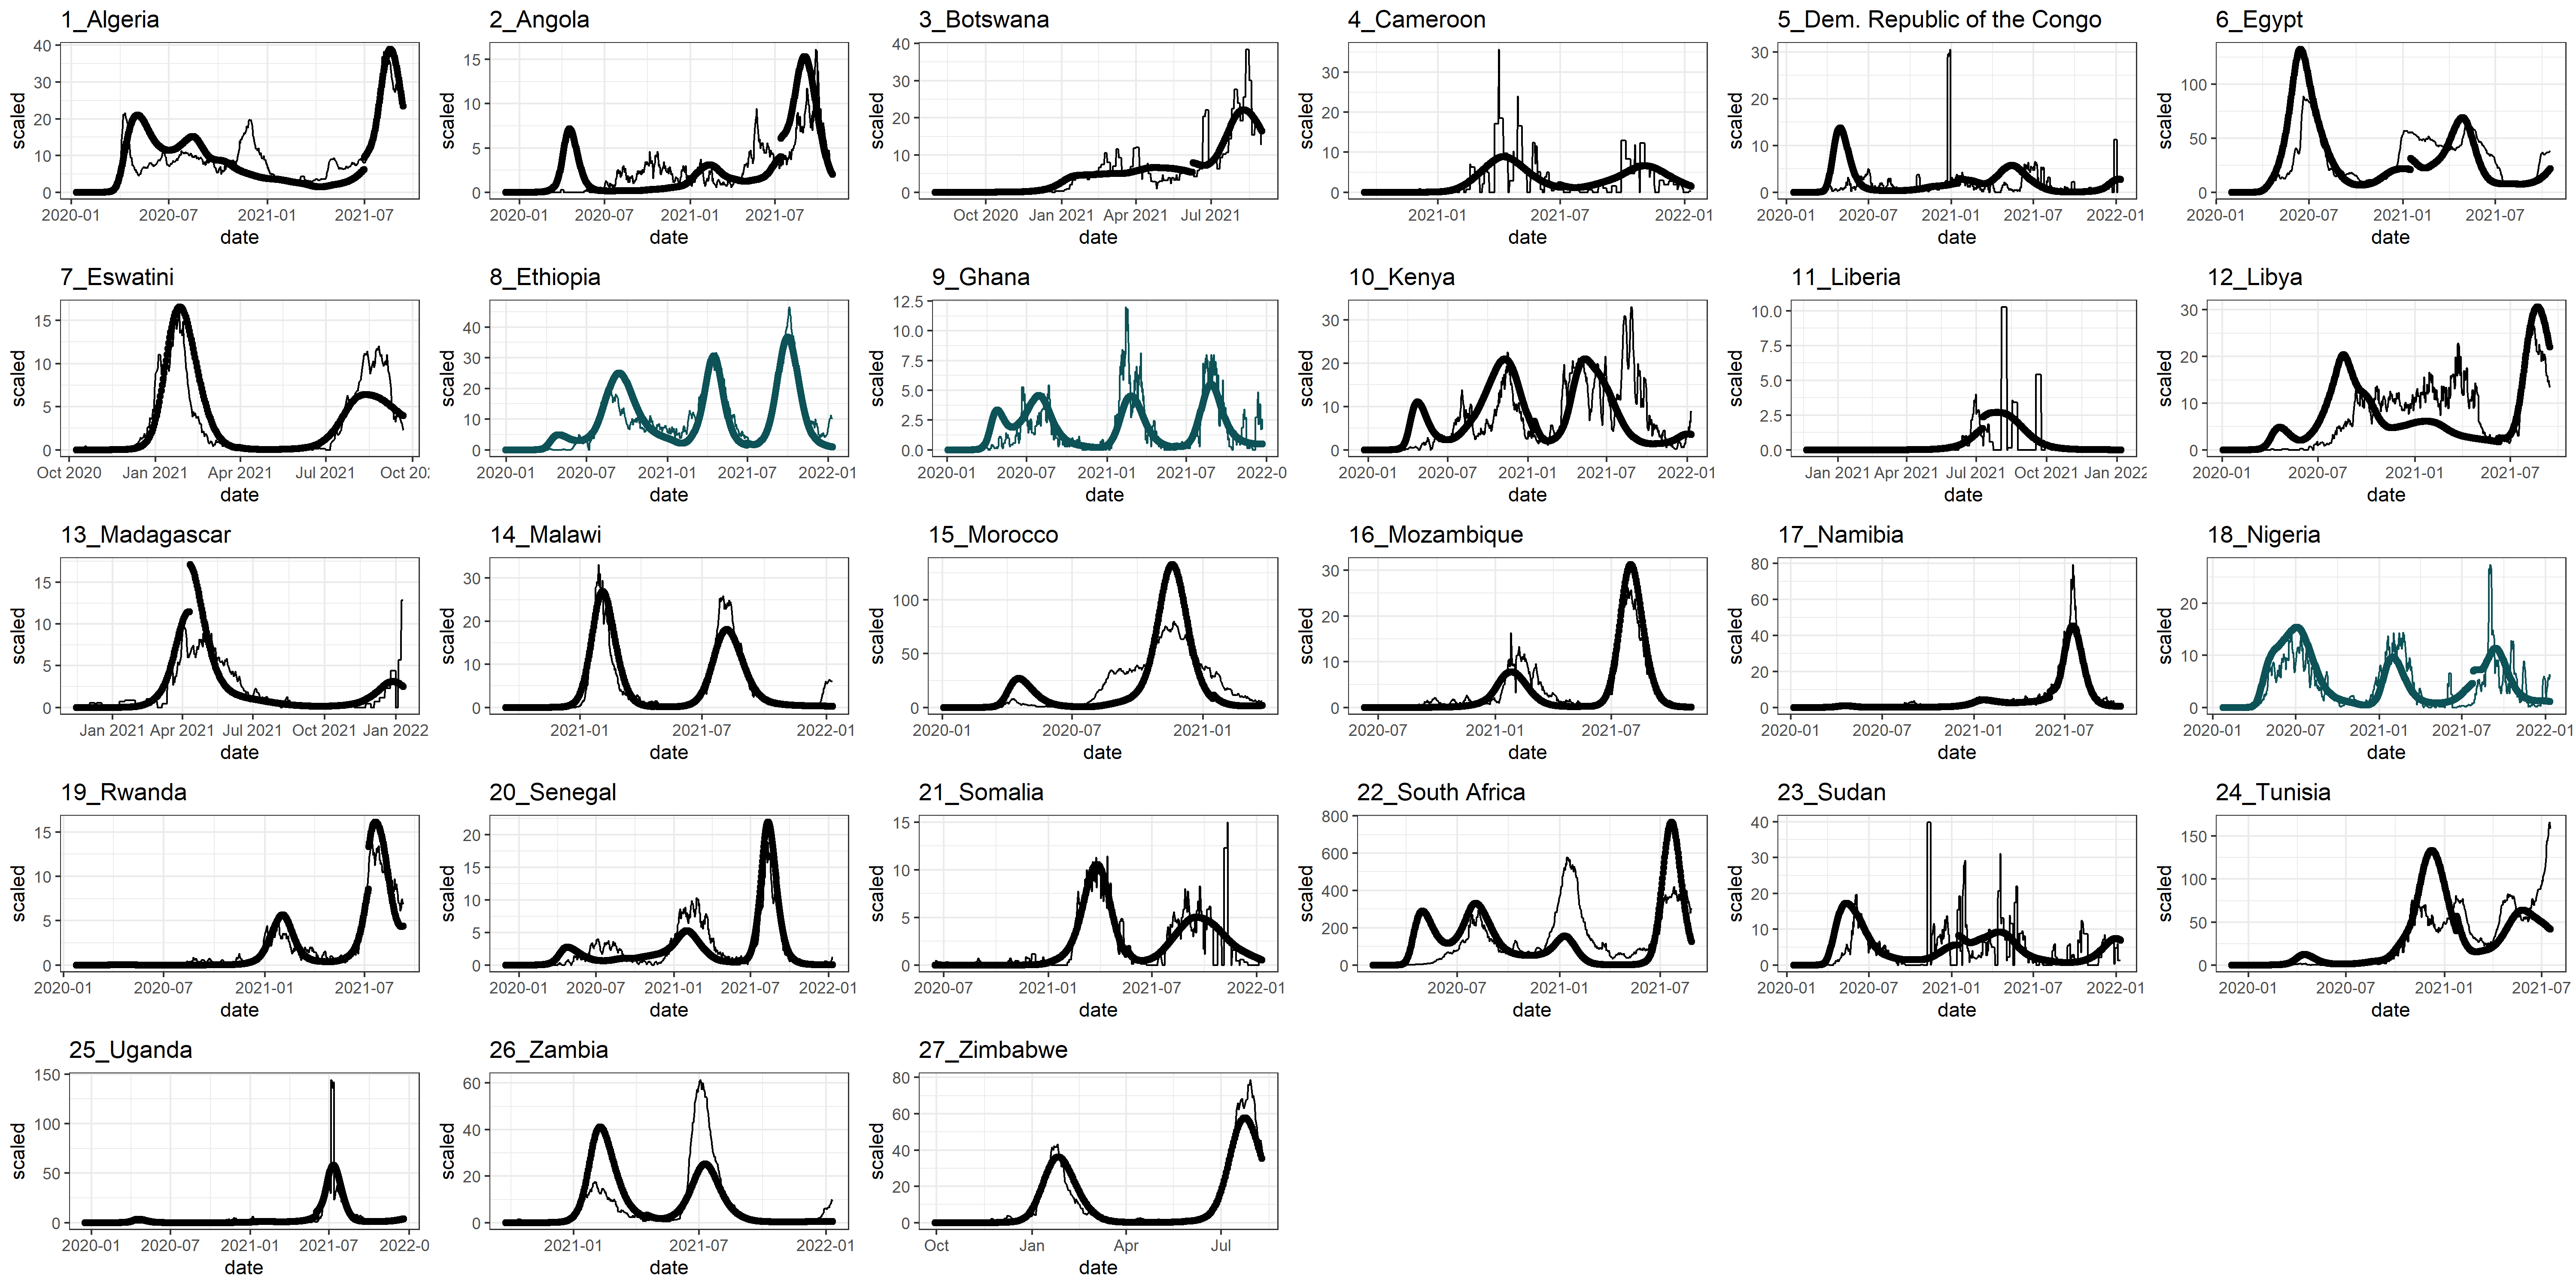 1_Algeria
scaled
40
30
20
10
0
2020-01 2020-07 2021-01 2021-07
date
2_Angola
scaled
15
10
5
0
2020-01 2020-07 2021-01 2021-07
date
3_Botswana
scaled
40
30
20
10
0
Oct 2020 Jan 2021 Apr 2021 Jul 2021
date
4_Cameroon
scaled
30
20
10
0
2021-01 2021-07 2022-01
date
5_Dem. Republic of the Congo
scaled
30
20
10
0
2020-01 2020-07 2021-01 2021-07 2022-01
date
6_Egypt
scaled
100
50
0
2020-01 2020-07 2021-01 2021-07
date
7_Eswatini
scaled
15
10
5
0
Oct 2020 Jan 2021 Apr 2021 Jul 2021 Oct 20
date
8_Ethiopia
scaled
40
30
20
10
0
2020-01 2020-07 2021-01 2021-07 2022-01
date
9_Ghana
scaled
12.5
10.0
7.5
5.0
2.5
0.0
2020-01 2020-07 2021-01 2021-07 2022-0
date
10_Kenya
scaled
30
20
10
0
2020-01 2020-07 2021-01 2021-07 2022-01
date
11_Liberia
scaled
10.0
7.5
5.0
2.5
0.0
Jan 2021 Apr 2021 Jul 2021 Oct 2021 Jan 2022
date
12_Libya
scaled
30
20
10
0
2020-01 2020-07 2021-01 2021-07
date
13_Madagascar
scaled
15
10
5
0
Jan 2021 Apr 2021 Jul 2021 Oct 2021 Jan 2022
date
14_Malawi
scaled
30
20
10
0
2021-01 2021-07 2022-01
date
15_Morocco
scaled
100
50
0
2020-01 2020-07 2021-01
date
16_Mozambique
scaled
30
20
10
0
2020-07 2021-01 2021-07
date
17_Namibia
scaled
80
60
40
20
0
2020-01 2020-07 2021-01 2021-07
date
18_Nigeria
scaled
20
10
0
2020-01 2020-07 2021-01 2021-07 2022-01
date
19_Rwanda
scaled
15
10
5
0
2020-01 2020-07 2021-01 2021-07
date
20_Senegal
scaled
20
15
10
5
0
2020-01 2020-07 2021-01 2021-07 2022-01
date
21_Somalia
scaled
15
10
5
0
2020-07 2021-01 2021-07 2022-01
date
22_South Africa
scaled
800
600
400
200
0
2020-07 2021-01 2021-07
date
23_Sudan
scaled
40
30
20
10
0
2020-01 2020-07 2021-01 2021-07 2022-01
date
24_Tunisia
scaled
150
100
50
0
2020-01 2020-07 2021-01 2021-07
date
25_Uganda
scaled
150
100
50
0
2020-01 2020-07 2021-01 2021-07 2022-0
date
26_Zambia
scaled
60
40
20
0
2021-01 2021-07 2022-01
date
27_Zimbabwe
scaled
80
60
40
20
0
Oct Jan Apr Jul
date